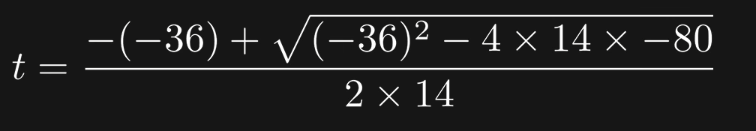 t = \frac{-(-36) + \sqrt{(-36)^2 - 4 \times 14 \times -80}}{2 \times 14}